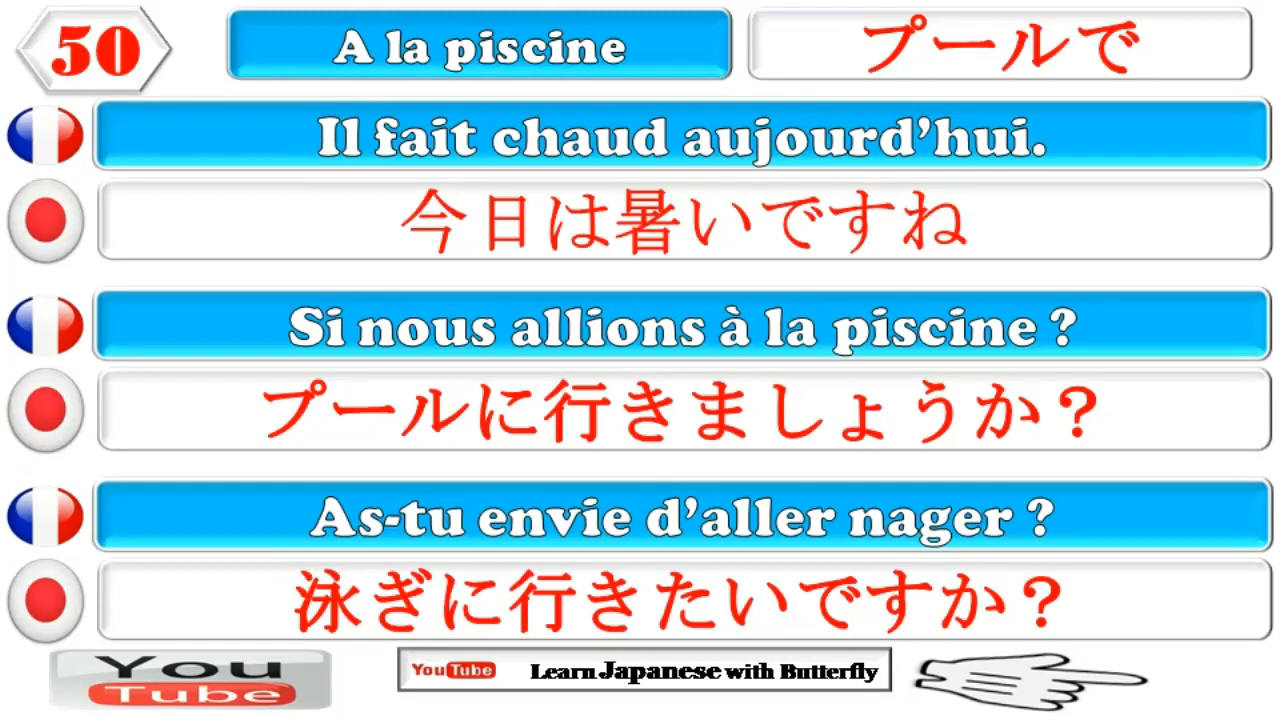 50
A la piscine
プールで
Il fait chaud aujourd’hui.
今日は暑いですね
Si nous allions à la piscine ?
プールに行きましょうか？
As-tu envie d’aller nager ?
泳ぎに行きたいですか？
You Tube
YouTube Learn Japanese with Butterfly